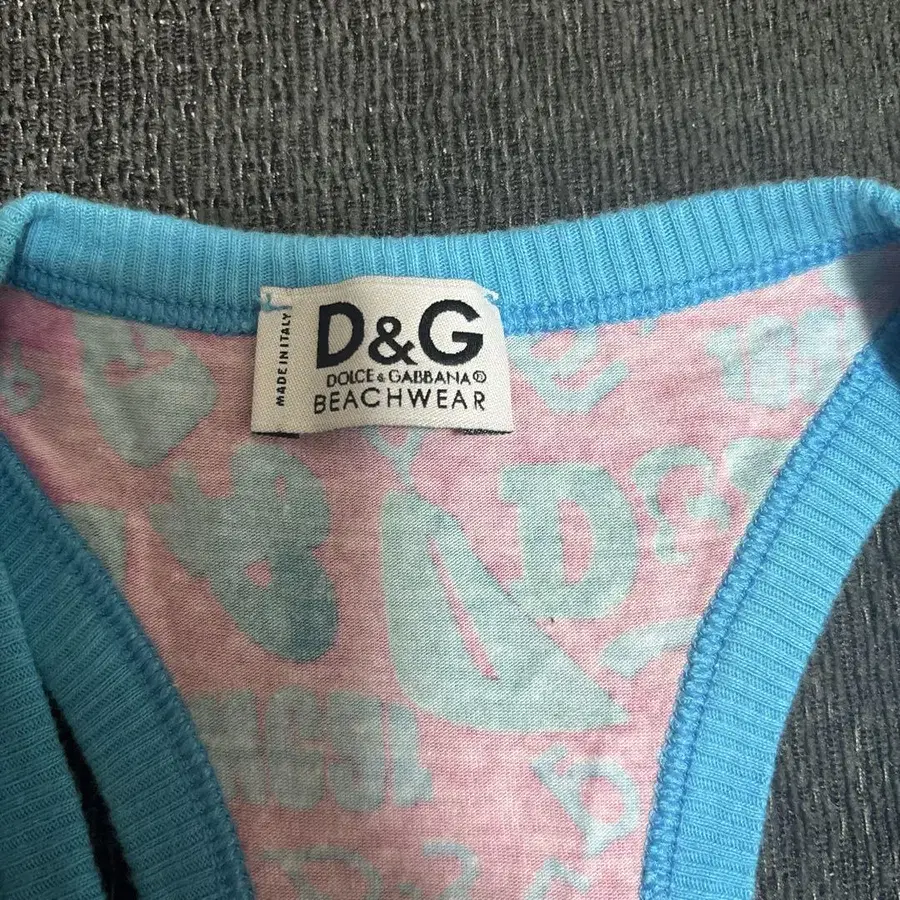 MADE IN ITALY
D&G
DOLCE & GABBANA®
BEACHWEAR
D